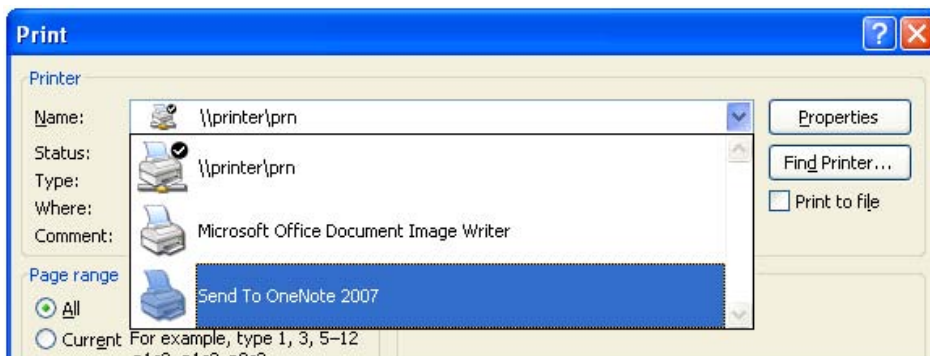 Print
Printer
Name: \\printer\prn Properties
Status: \\printer\prn Find Printer...
Type:
Where: Print to file
Comment: Microsoft Office Document Image Writer
Page range Send To OneNote 2007
All
Current For example, type 1, 3, 5–12